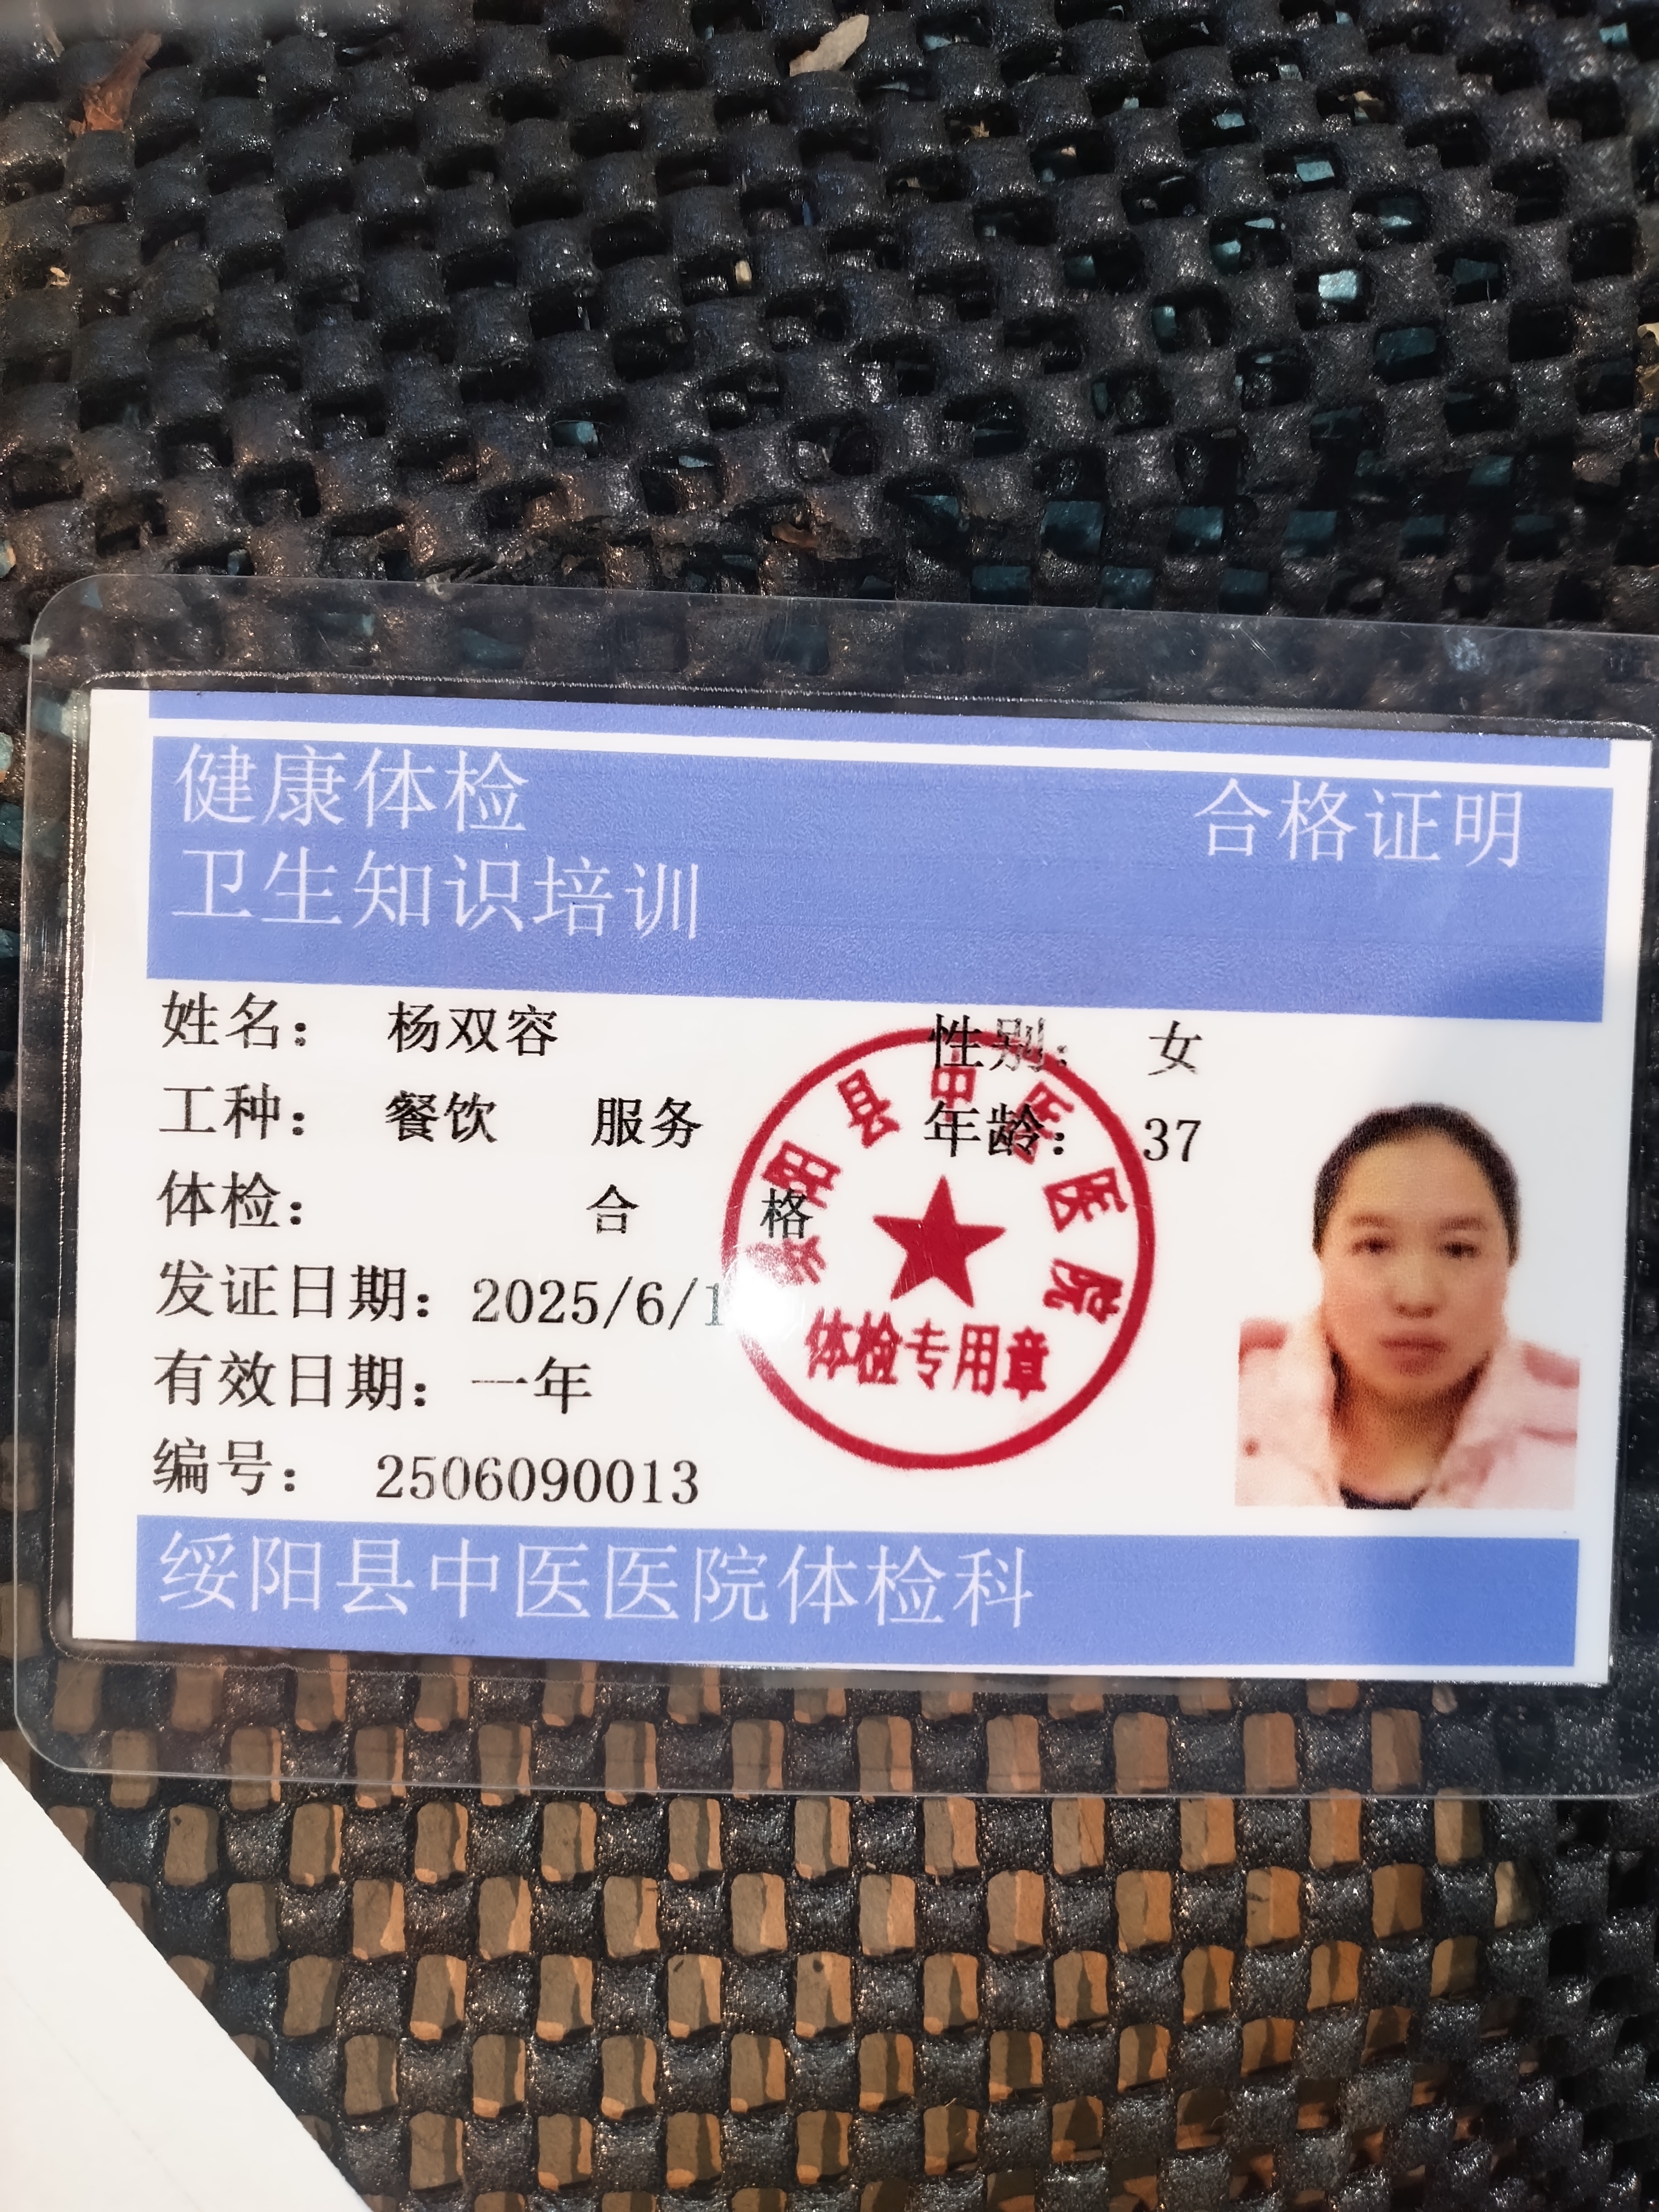 健康体检 合格证明
卫生知识培训
姓名: 杨双容 性别: 女
工种: 餐饮 服务 年龄: 37
体检: 合 格
发证日期: 2025/6/1
有效日期: 一年
编号: 2506090013
绥阳县中医医院
体检专用章
绥阳县中医医院体检科